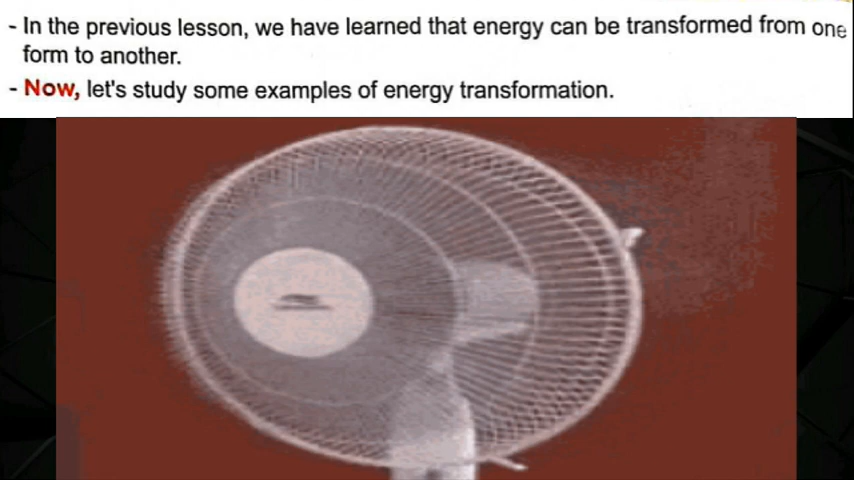 - In the previous lesson, we have learned that energy can be transformed from one
form to another.
- Now, let's study some examples of energy transformation.